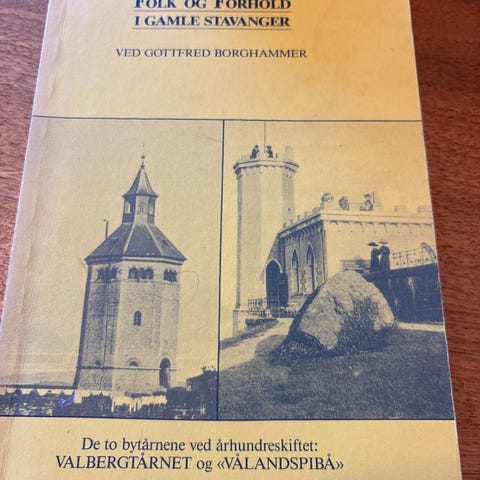 FOLK OG FORHOLD
I GAMLE STAVANGER
VED GOTTFRED BORGHAMMER
De to bytårnene ved århundreskiftet:
VALBERGTÅRNET og «VÅLANDSPIBÅ»